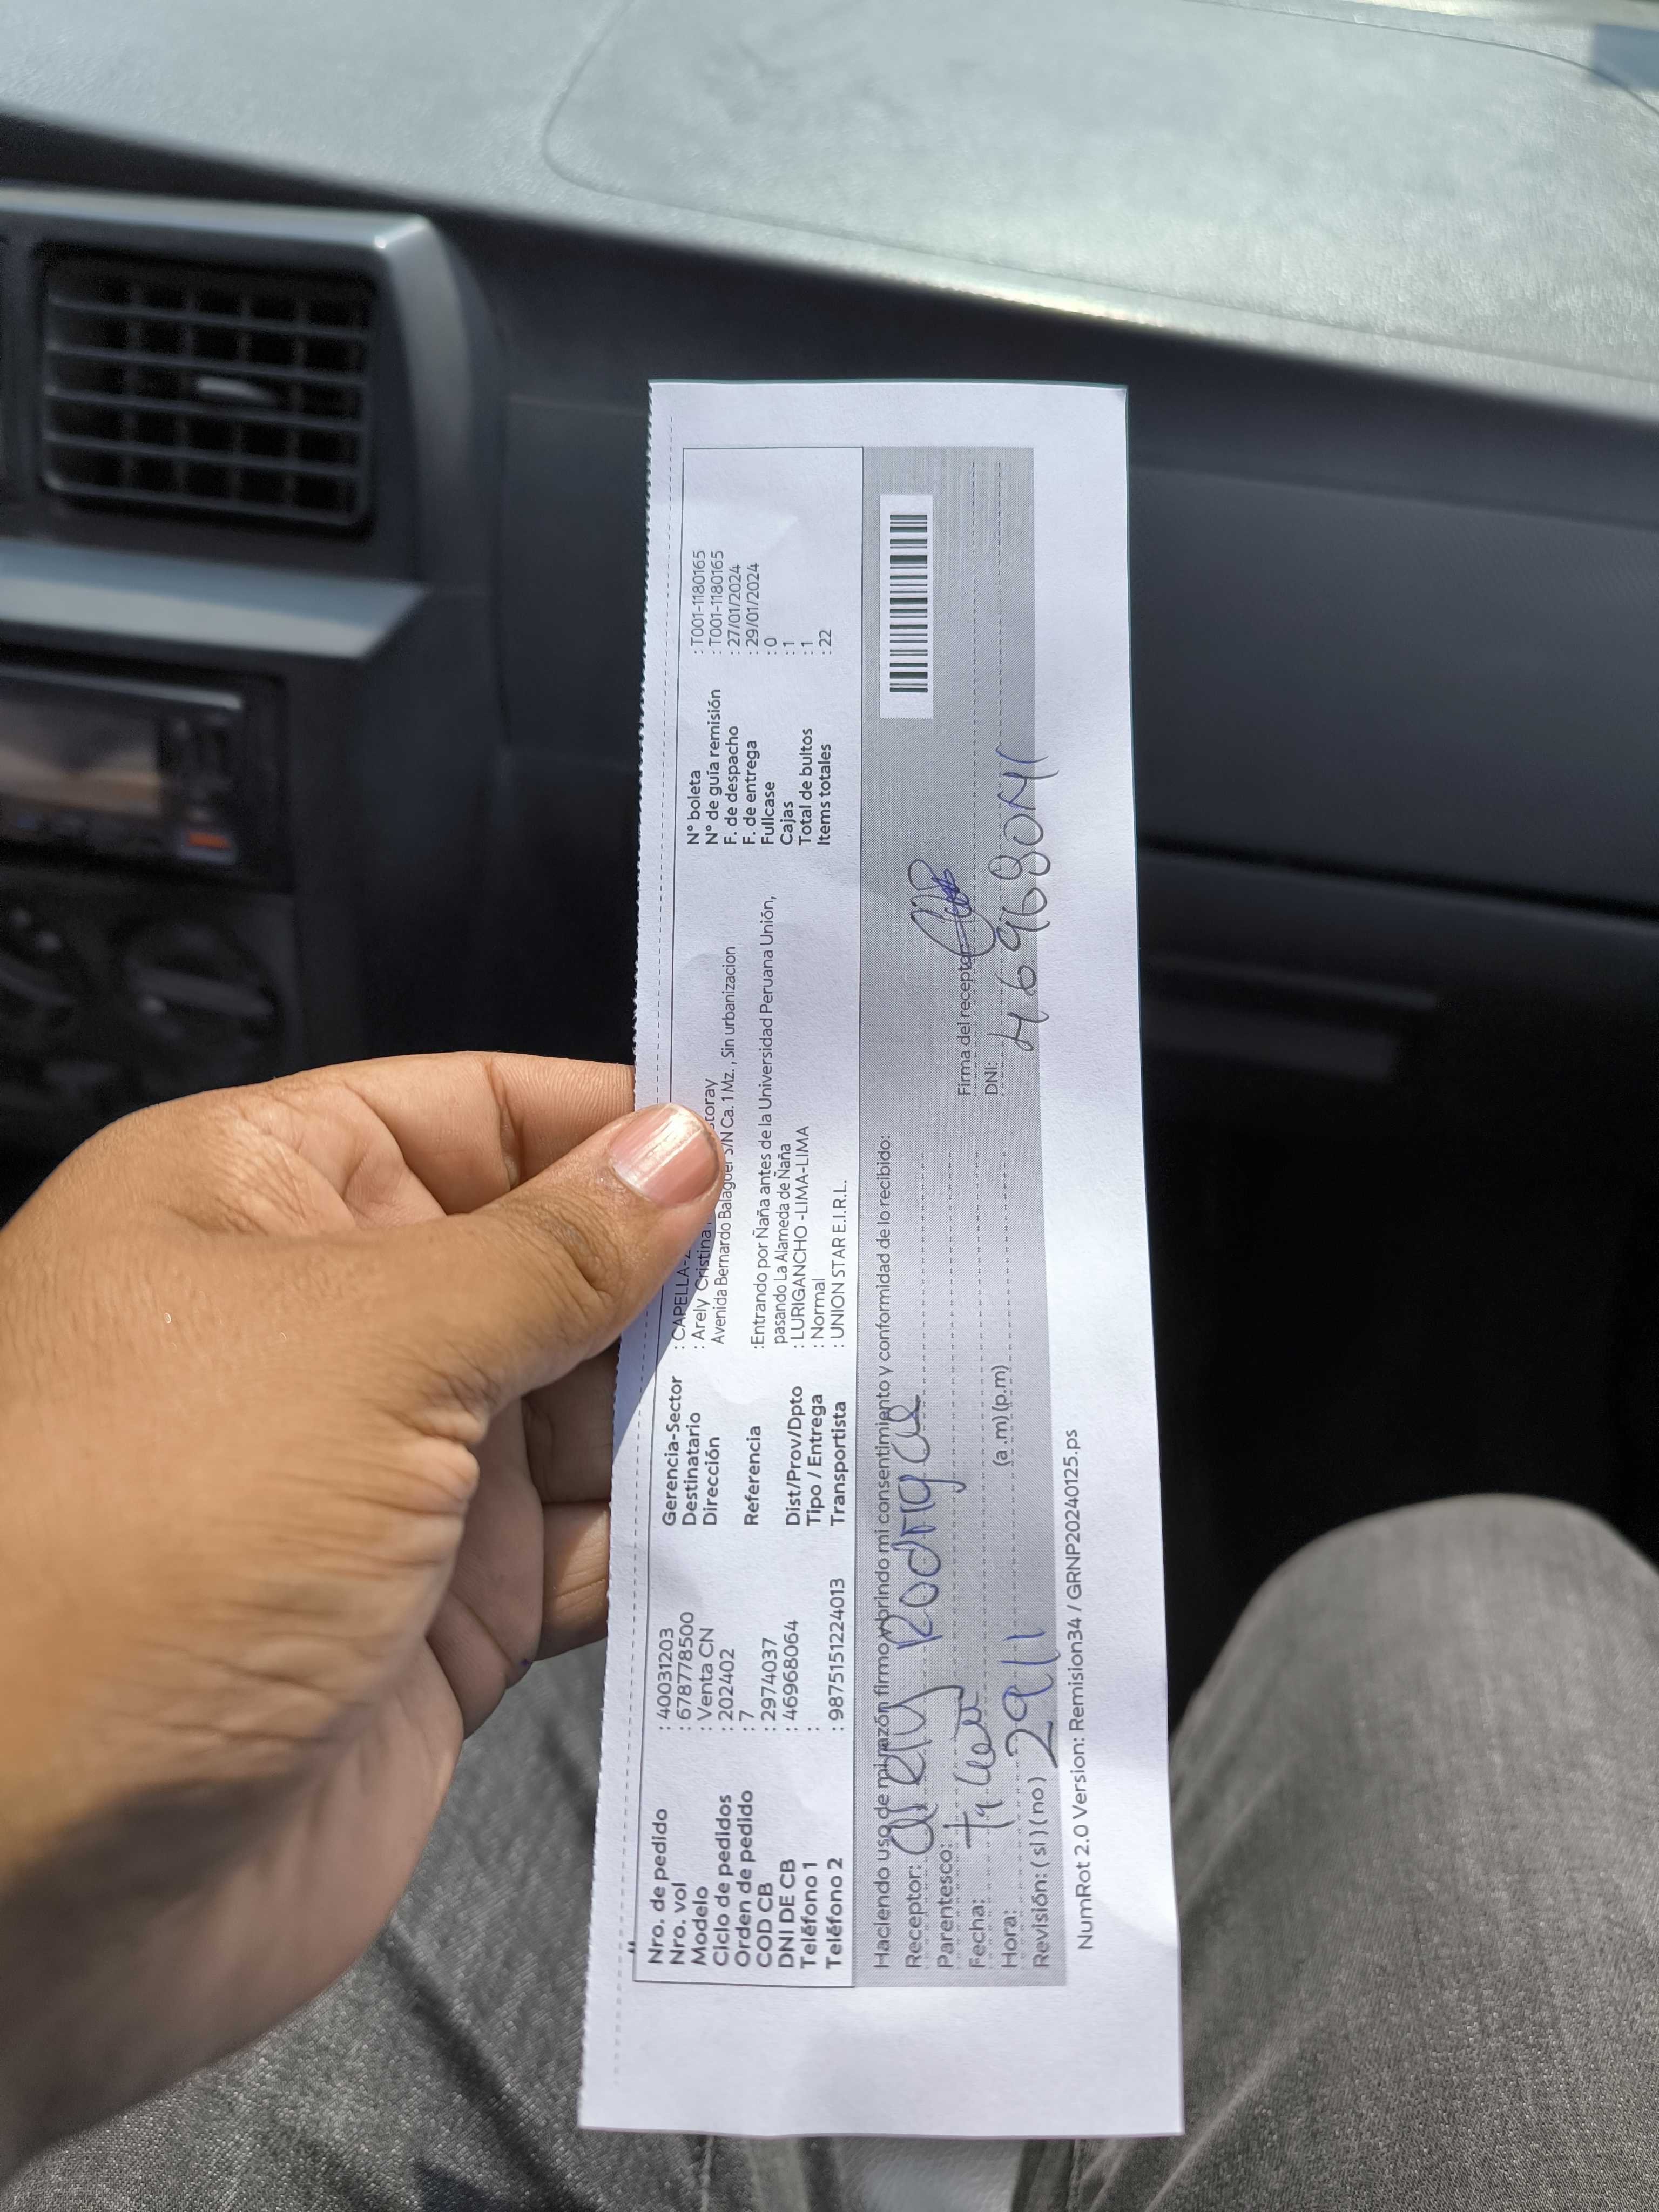 Nro. de pedido : 40031203
Nro. vol : 6787778500
Modelo : Venta CN
Ciclo de pedidos : 202402
Orden de pedido : 7
COD CB : 2974037
DNI DE CB : 46968064
Teléfono 1 :
Teléfono 2 : 9875151224013
Gerencia-Sector : CAPELLA-
Destinatario : Arely Cristina
Dirección Avenida Bernardo Balaguer S/N Ca. 1 Mz. , Sin urbanizacion
Referencia :Entrando por Ñaña antes de la Universidad Peruana Unión,
pasando La Alameda de Ñaña
Dist/Prov/Dpto : LURIGANCHO -LIMA-LIMA
Tipo / Entrega : Normal
Transportista : UNION STAR E.I.R.L.
N° boleta : T001-1180165
N° de guía remisión : T001-1180165
F. de despacho : 27/01/2024
F. de entrega : 29/01/2024
Fullcase : 0
Cajas : 1
Total de bultos : 1
Items totales : 22
Haciendo uso de mi razón firmo y brindo mi consentimiento y conformidad de lo recibido:
Receptor: Arely Rodrigue
Parentesco:
Fecha:
Hora: (a .m) (p.m)
Revisión: ( si ) ( no )
Firma del receptor
DNI:
NumRot 2.0 Version: Remision34 / GRNP20240125.ps